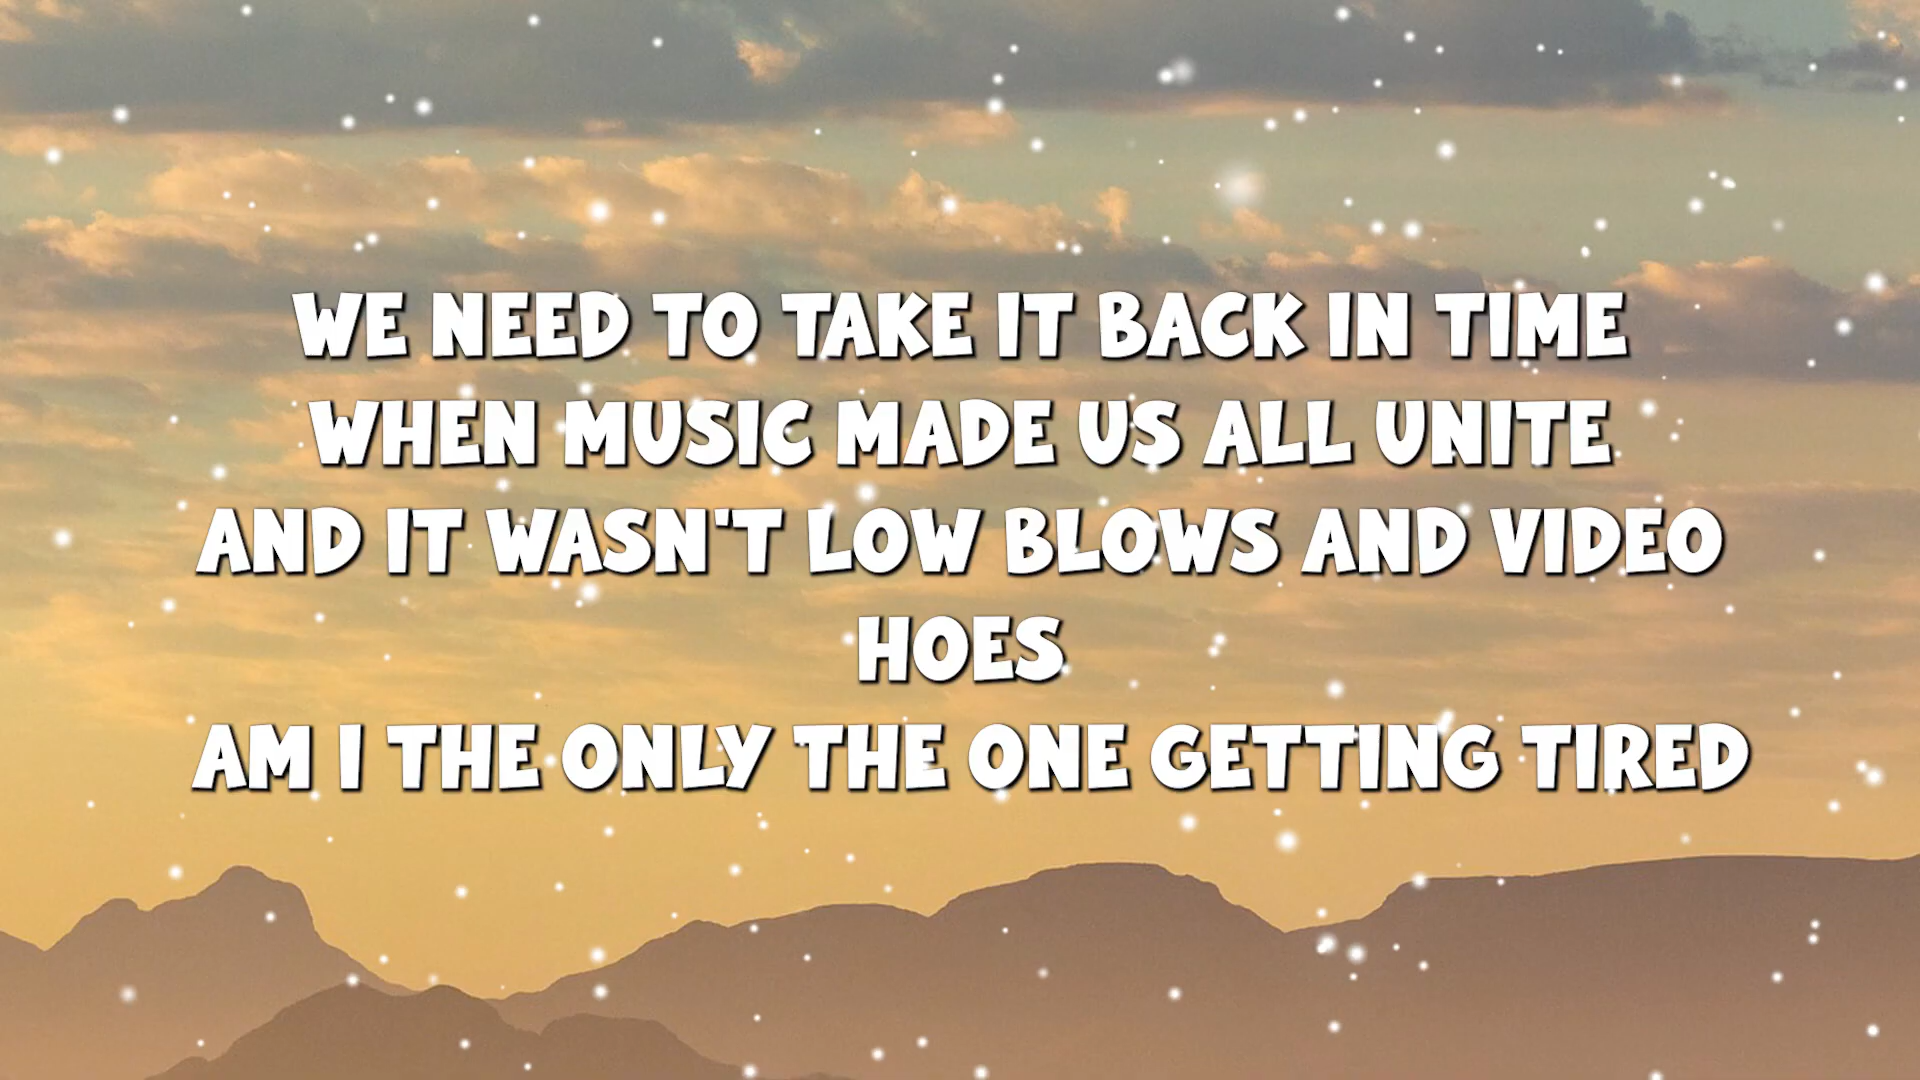 WE NEED TO TAKE IT BACK IN TIME
WHEN MUSIC MADE US ALL UNITE
AND IT WASN'T LOW BLOWS AND VIDEO
HOES
AM I THE ONLY THE ONE GETTING TIRED